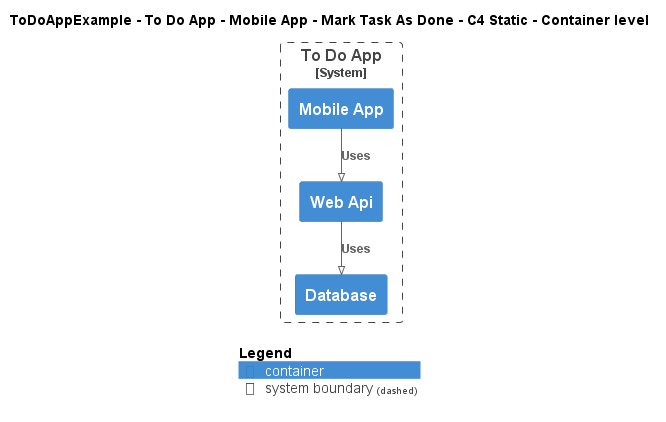 ToDoAppExample - To Do App - Mobile App - Mark Task As Done - C4 Static - Container level
To Do App
[System]
Mobile App
Uses
Web Api
Uses
Database
Legend
container
system boundary (dashed)